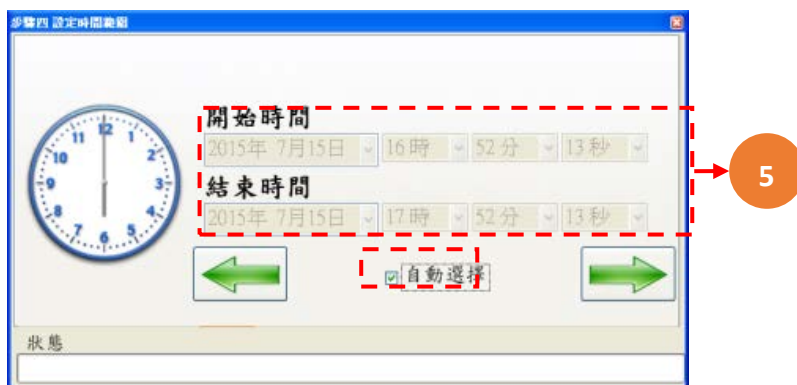 步驟四 設定時間範圍
開始時間
2015年 7月15日 16時 52分 13秒
結束時間
2015年 7月15日 17時 52分 13秒
自動選擇
狀態
5
12
1
2
3
4
5
6
7
8
9
10
11